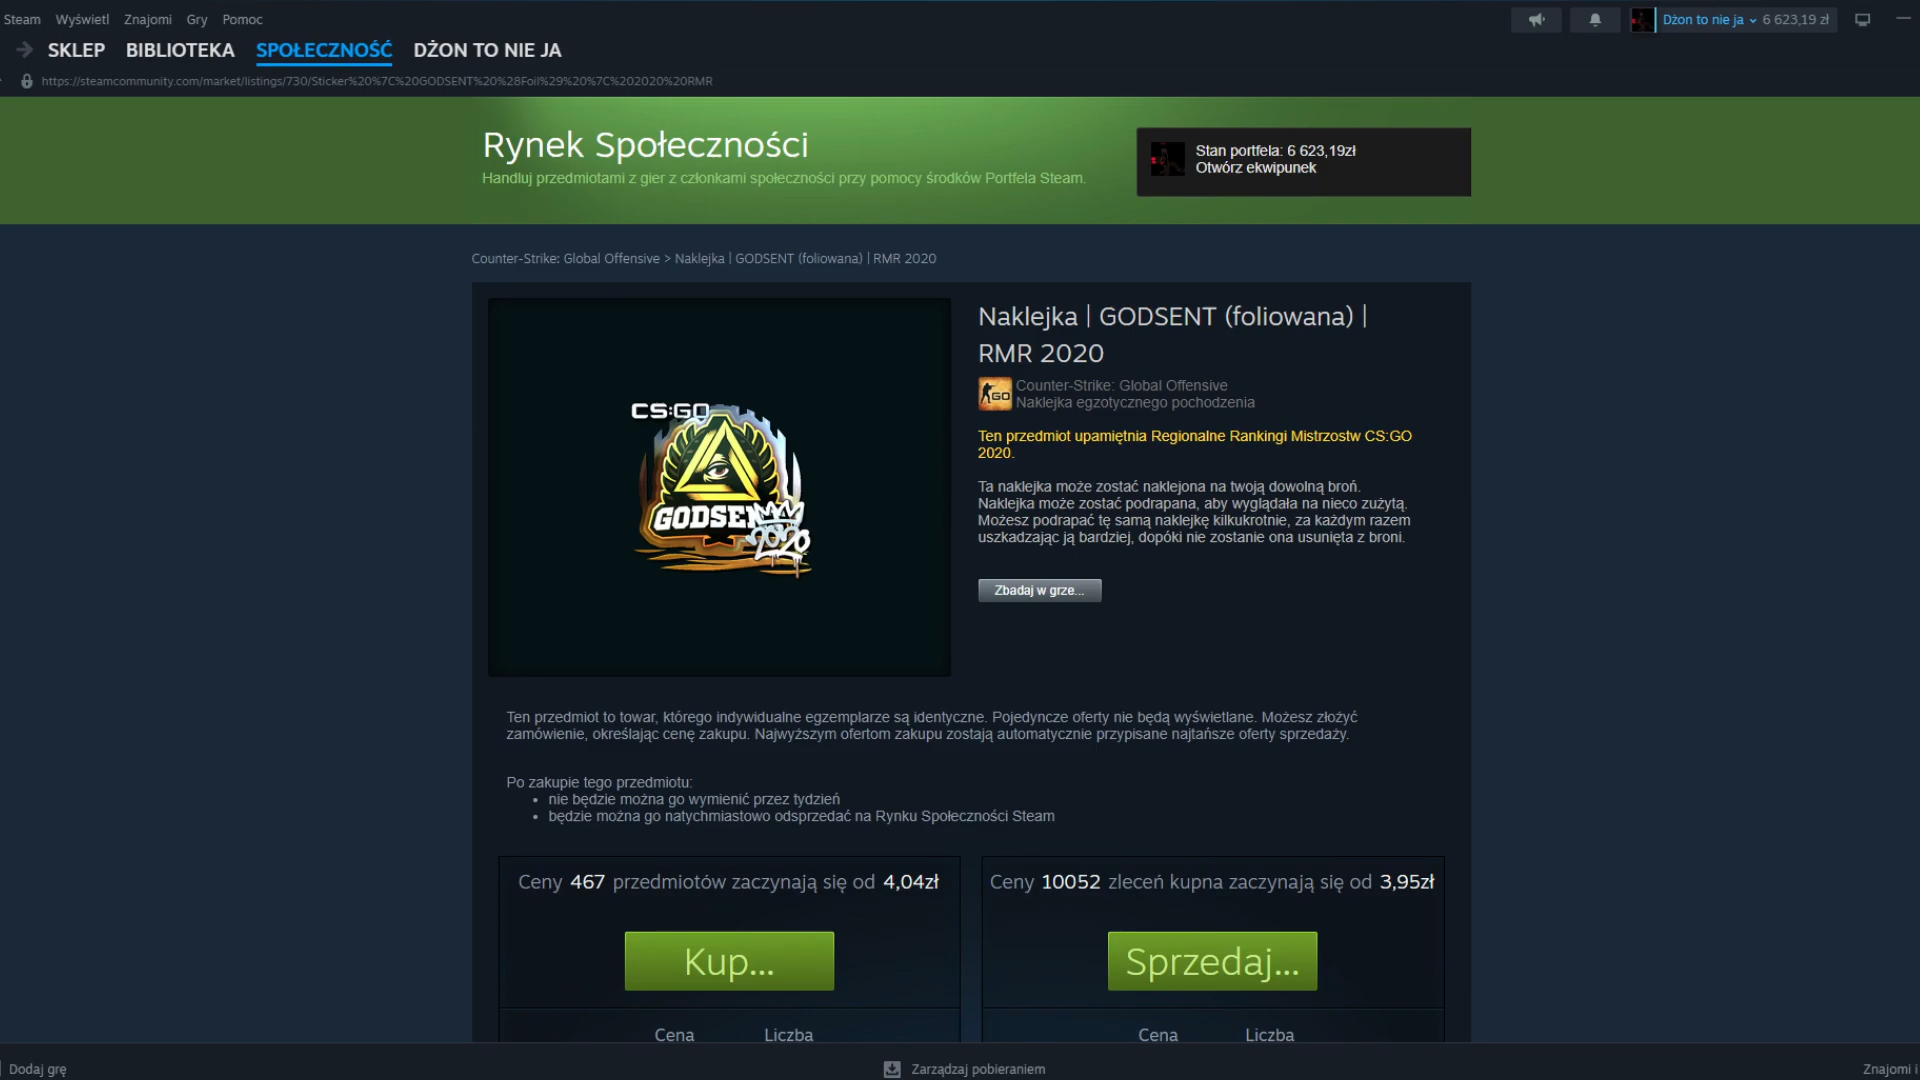 Steam Wyświetl Znajomi Gry Pomoc
Dżon to nie ja 6 623,19 zł
SKLEP BIBLIOTEKA SPOŁECZNOŚĆ DŻON TO NIE JA
https://steamcommunity.com/market/listings/730/Sticker%20%7C%20GODSENT%20%28Foil%29%20%7C%202020%20RMR
Rynek Społeczności
Handluj przedmiotami z gier z członkami społeczności przy pomocy środków Portfela Steam.
Stan portfela: 6 623,19zł
Otwórz ekwipunek
Counter-Strike: Global Offensive > Naklejka | GODSENT (foliowana) | RMR 2020
CS:GO
GODSENT
2020
Naklejka | GODSENT (foliowana) |
RMR 2020
GO
Counter-Strike: Global Offensive
Naklejka egzotycznego pochodzenia
Ten przedmiot upamiętnia Regionalne Rankingi Mistrzostw CS:GO
2020.
Ta naklejka może zostać naklejona na twoją dowolną broń.
Naklejka może zostać podrapana, aby wyglądała na nieco zużytą.
Możesz podrapać tę samą naklejkę kilkukrotnie, za każdym razem
uszkadzając ją bardziej, dopóki nie zostanie ona usunięta z broni.
Zbadaj w grze...
Ten przedmiot to towar, którego indywidualne egzemplarze są identyczne. Pojedyncze oferty nie będą wyświetlane. Możesz złożyć
zamówienie, określając cenę zakupu. Najwyższym ofertom zakupu zostają automatycznie przypisane najtańsze oferty sprzedaży.
Po zakupie tego przedmiotu:
• nie będzie można go wymienić przez tydzień
• będzie można go natychmiastowo odsprzedać na Rynku Społeczności Steam
Ceny 467 przedmiotów zaczynają się od 4,04zł
Kup...
Cena Liczba
Ceny 10052 zleceń kupna zaczynają się od 3,95zł
Sprzedaj...
Cena Liczba
Dodaj grę
Zarządzaj pobieraniem
Znajomi i